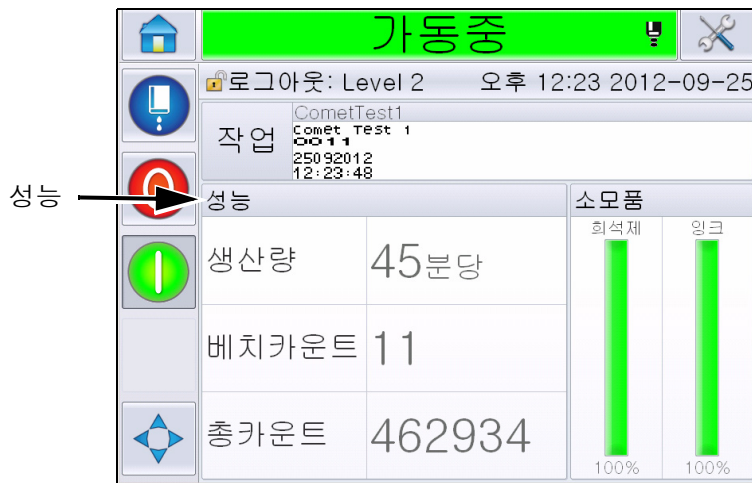 가동중
로그아웃: Level 2 오후 12:23 2012-09-25
작업
CometTest1
Comet Test 1
0011
25092012
12:23:48
성능
성능
소모품
희석제 잉크
생산량 45분당
베치카운트 11
총카운트 462934
100% 100%